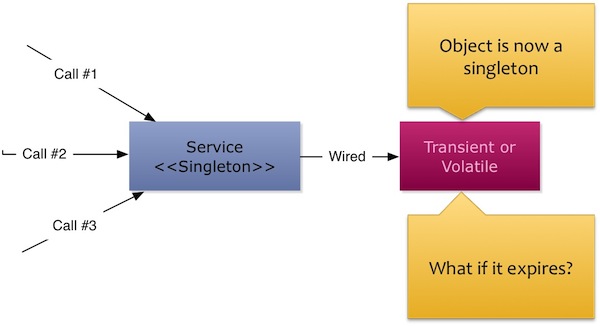 Call #1
Call #2
Call #3
Service
<<Singleton>>
Wired
Object is now a
singleton
Transient or
Volatile
What if it expires?